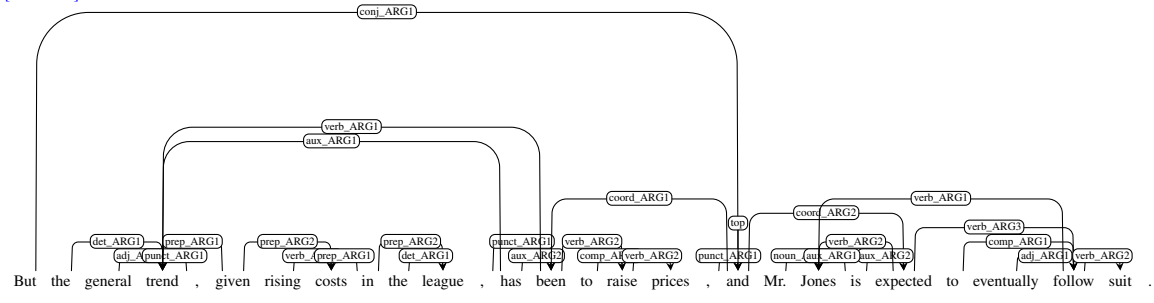 conj_ARG1
verb_ARG1
aux_ARG1
coord_ARG1 verb_ARG1
top coord_ARG2
verb_ARG3
det_ARG1 prep_ARG1 prep_ARG2 prep_ARG2 punct_ARG1 verb_ARG2 verb_ARG2 comp_ARG1
punct_ARG1 prep_ARG1 det_ARG1 aux_ARG2 verb_ARG2 punct_ARG1 aux_ARG1 aux_ARG2 adj_ARG1 verb_ARG2
But the general trend , given rising costs in the league , has been to raise prices , and Mr. Jones is expected to eventually follow suit .